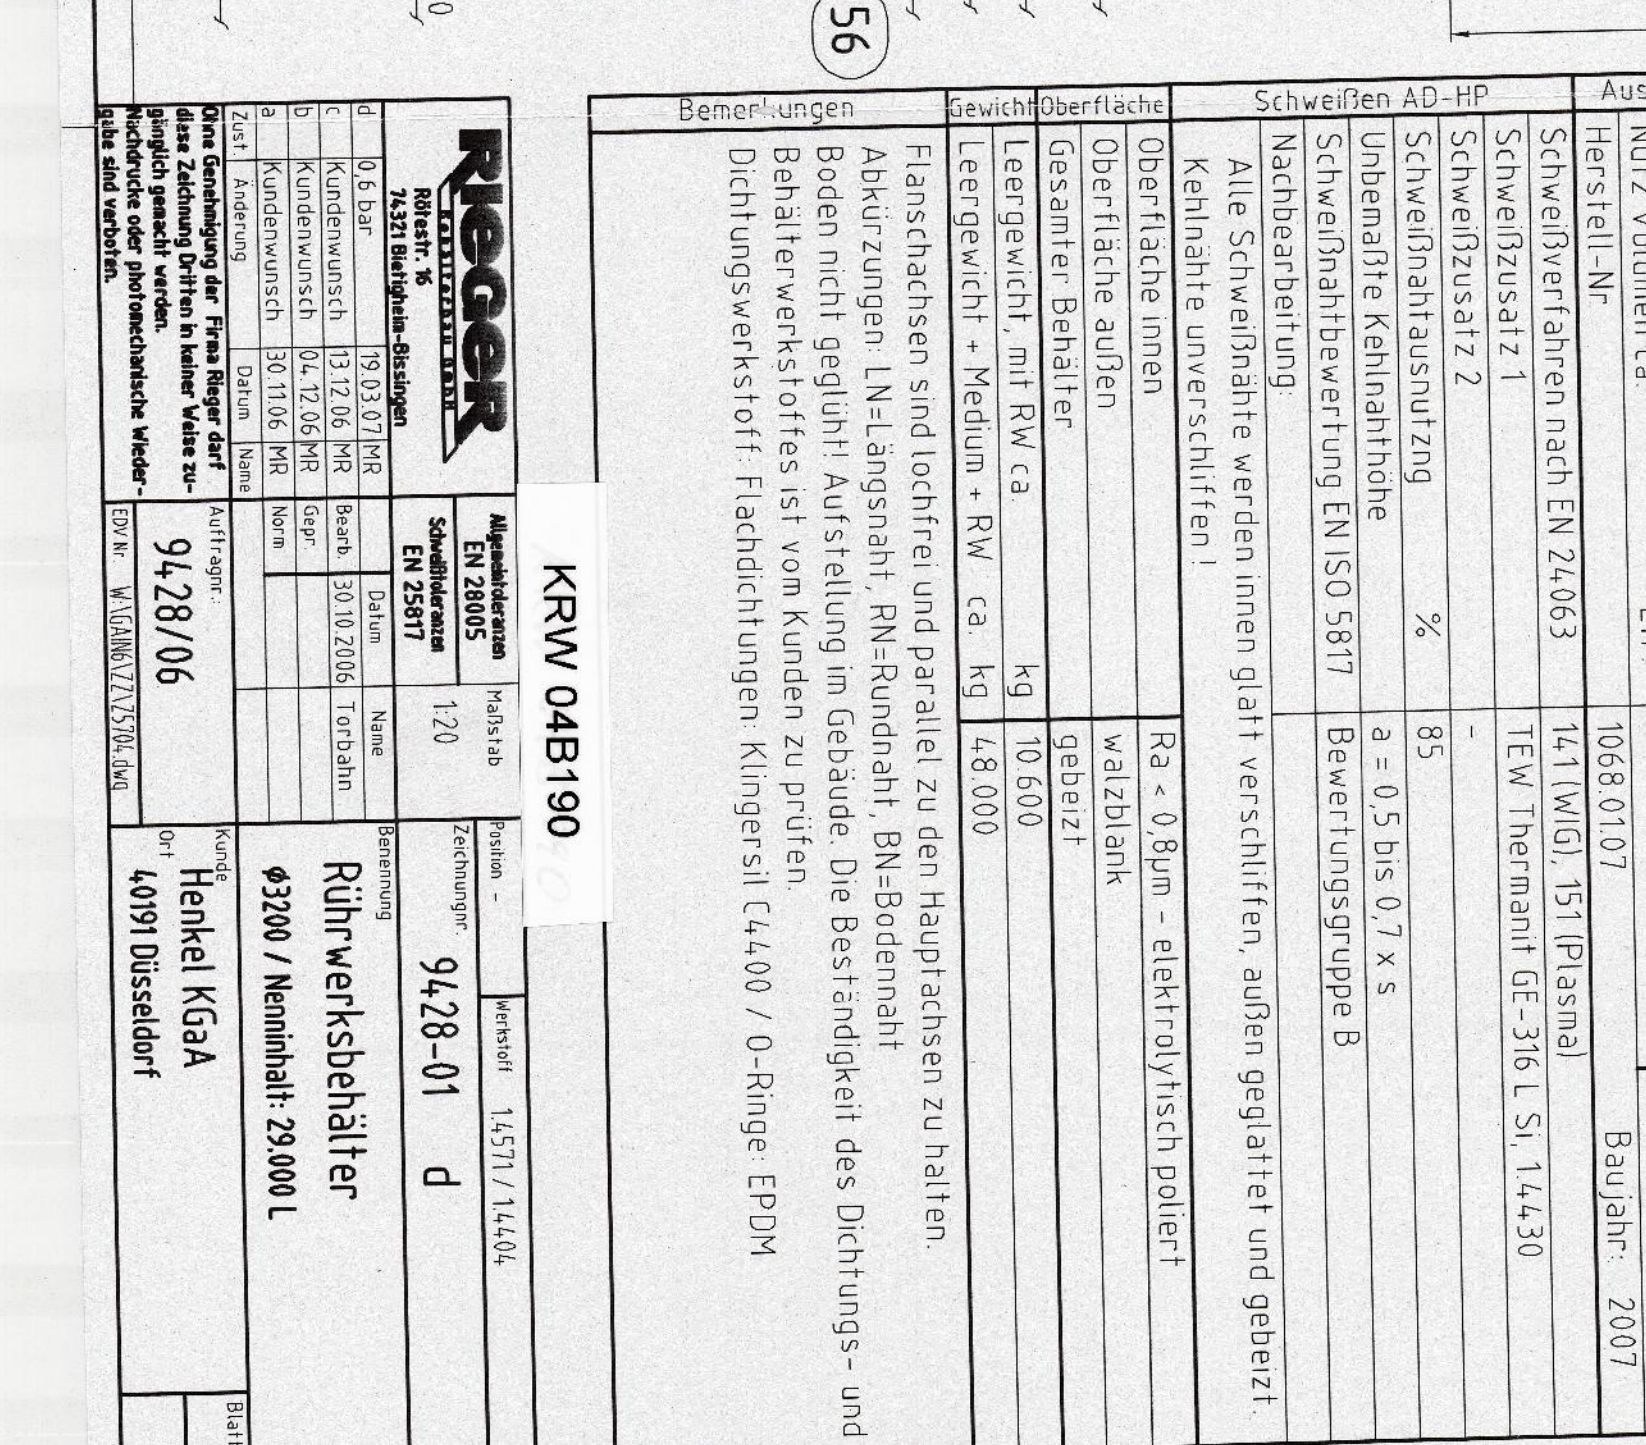 56
Herstell-Nr 1068.01.07 Baujahr: 2007
Schweißen AD-HP
Schweißverfahren nach EN 24063 141 (WIG), 151 (Plasma)
Schweißzusatz 1 TEW Thermanit GE-316 L Si, 1.4430
Schweißzusatz 2 -
Schweißnahtausnutzng % 85
Unbemaßte Kehlnahthöhe a = 0,5 bis 0,7 x s
Schweißnahtbewertung EN ISO 5817 Bewertungsgruppe B
Nachbearbeitung:
Alle Schweißnähte werden innen glatt verschliffen, außen geglättet und gebeizt.
Kehlnähte unverschliffen!
Oberfläche
Oberfläche innen Ra < 0,8µm - elektrolytisch poliert
Oberfläche außen walzblank
Gesamter Behälter gebeizt
Gewicht
Leergewicht, mit RW ca. kg 10.600
Leergewicht + Medium + RW ca. kg 48.000
Bemerkungen
Flanschachsen sind lochfrei und parallel zu den Hauptachsen zu halten.
Abkürzungen: LN=Längsnaht, RN=Rundnaht, BN=Bodennaht
Boden nicht geglüht! Aufstellung im Gebäude. Die Beständigkeit des Dichtungs- und
Behälterwerkstoffes ist vom Kunden zu prüfen.
Dichtungswerkstoff: Flachdichtungen: Klingersil C4400 / O-Ringe: EPDM
KRW 04B190
RIEGER
Behälterbau GmbH
Rötestr. 16
74321 Bietigheim-Bissingen
Allgemeintoleranzen
EN 28005
Schweißtoleranzen
EN 25817
Maßstab
1:20
Position -
Werkstoff 1.4571 / 1.4404
Zeichnungnr. 9428-01 d
d 0,6 bar 19.03.07 MR
c Kundenwunsch 13.12.06 MR
b Kundenwunsch 04.12.06 MR
a Kundenwunsch 30.11.06 MR
Zust. Änderung Datum Name
Datum Name
Bearb. 30.10.2006 Torbahn
Gepr.
Norm
Benennung
Rührwerksbehälter
ø3200 / Nenninhalt: 29.000 L
Ohne Genehmigung der Firma Rieger darf
diese Zeichnung Dritten in keiner Weise zu-
gänglich gemacht werden.
Nachdrucke oder photomechanische Wieder-
gabe sind verboten.
Auftragnr.:
9428/06
EDV Nr. W:\GAIN6\ZZ\Z5704.dwg
Kunde
Henkel KGaA
Ort
40191 Düsseldorf